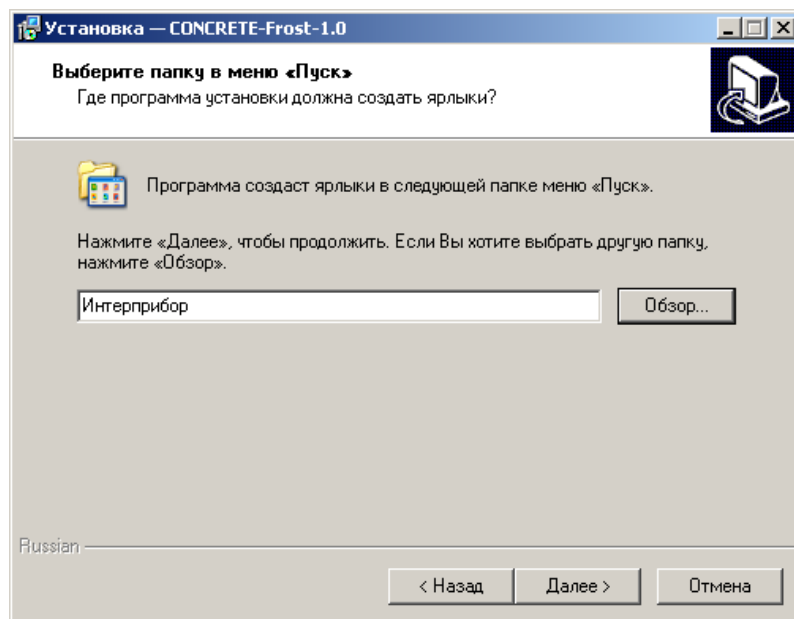 Установка — CONCRETE-Frost-1.0
Выберите папку в меню «Пуск»
Где программа установки должна создать ярлыки?
Программа создаст ярлыки в следующей папке меню «Пуск».
Нажмите «Далее», чтобы продолжить. Если Вы хотите выбрать другую папку,
нажмите «Обзор».
Интерприбор
Обзор...
Russian
< Назад
Далее >
Отмена